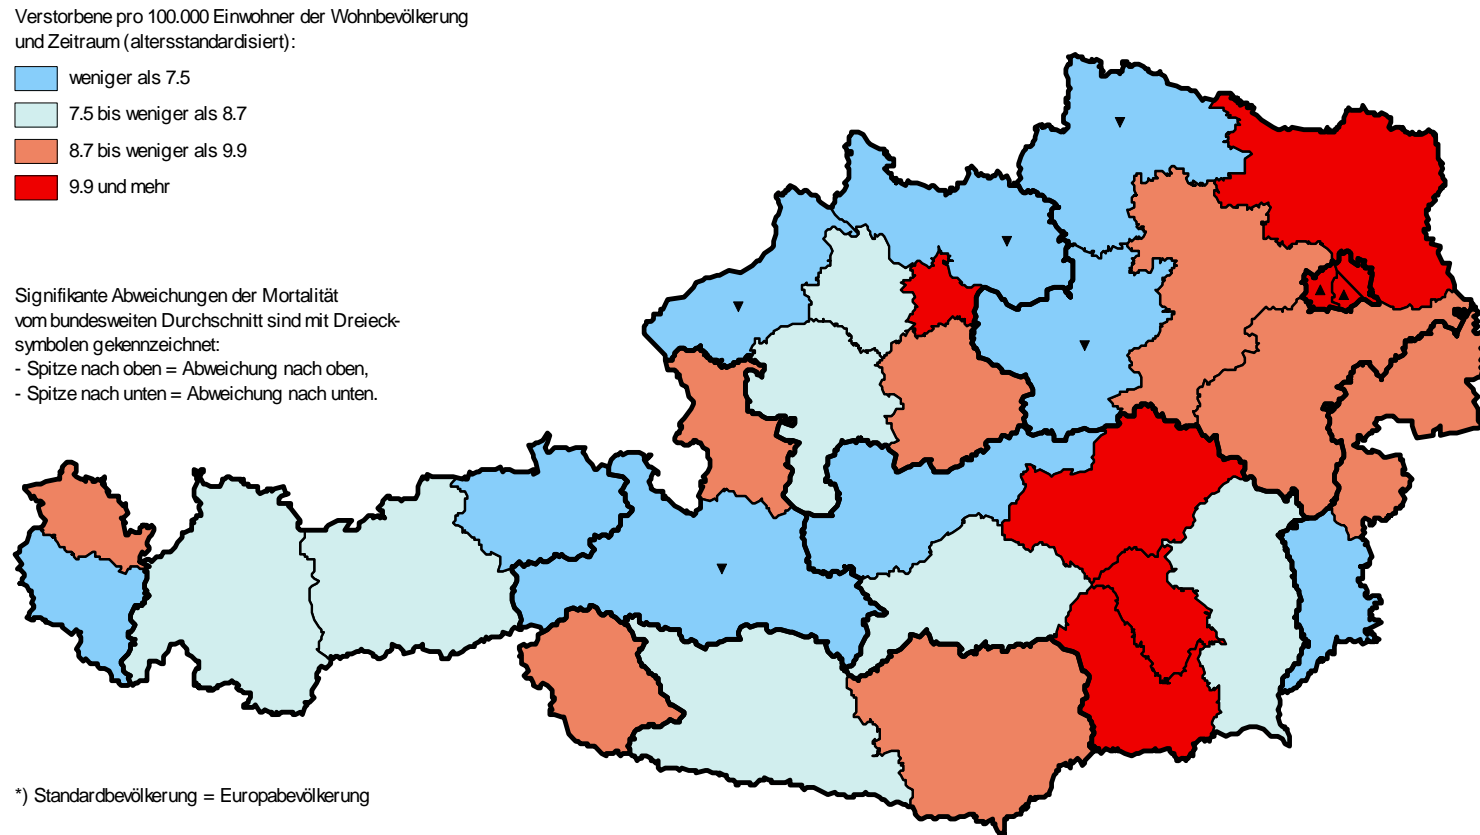 Verstorbene pro 100.000 Einwohner der Wohnbevölkerung
und Zeitraum (altersstandardisiert):
weniger als 7.5
7.5 bis weniger als 8.7
8.7 bis weniger als 9.9
9.9 und mehr
Signifikante Abweichungen der Mortalität
vom bundesweiten Durchschnitt sind mit Dreieck-
symbolen gekennzeichnet:
- Spitze nach oben = Abweichung nach oben,
- Spitze nach unten = Abweichung nach unten.
*) Standardbevölkerung = Europabevölkerung